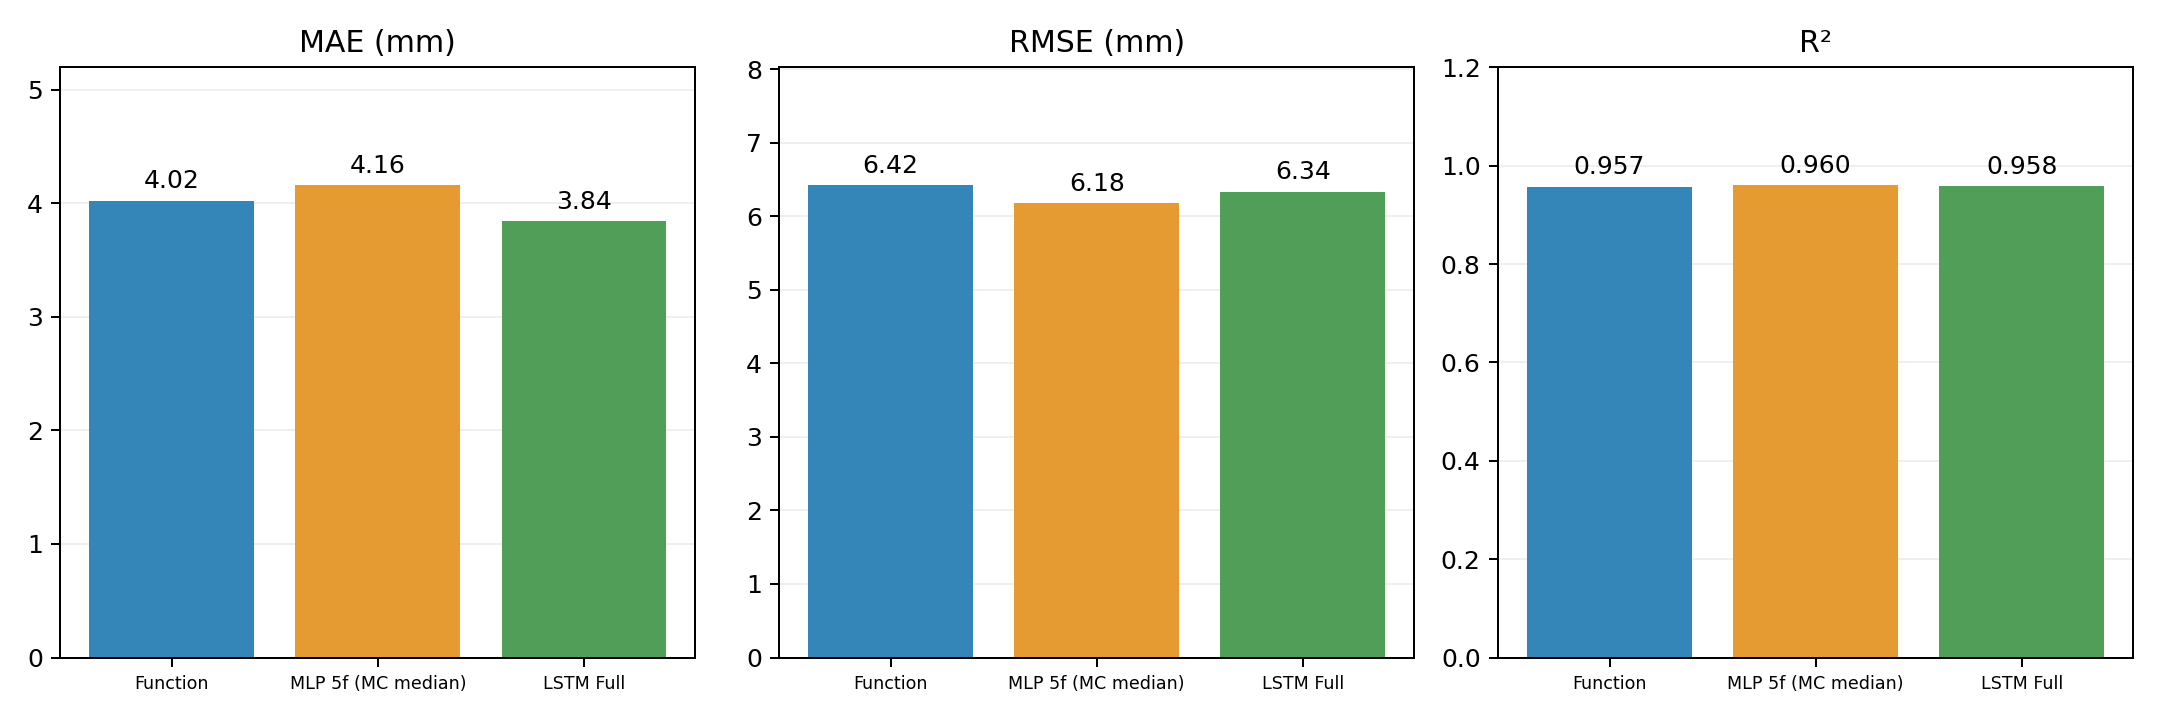 MAE (mm)
5
4
3
2
1
0
4.02
4.16
3.84
Function
MLP 5f (MC median)
LSTM Full
RMSE (mm)
8
7
6
5
4
3
2
1
0
6.42
6.18
6.34
Function
MLP 5f (MC median)
LSTM Full
R²
1.2
1.0
0.8
0.6
0.4
0.2
0.0
0.957
0.960
0.958
Function
MLP 5f (MC median)
LSTM Full